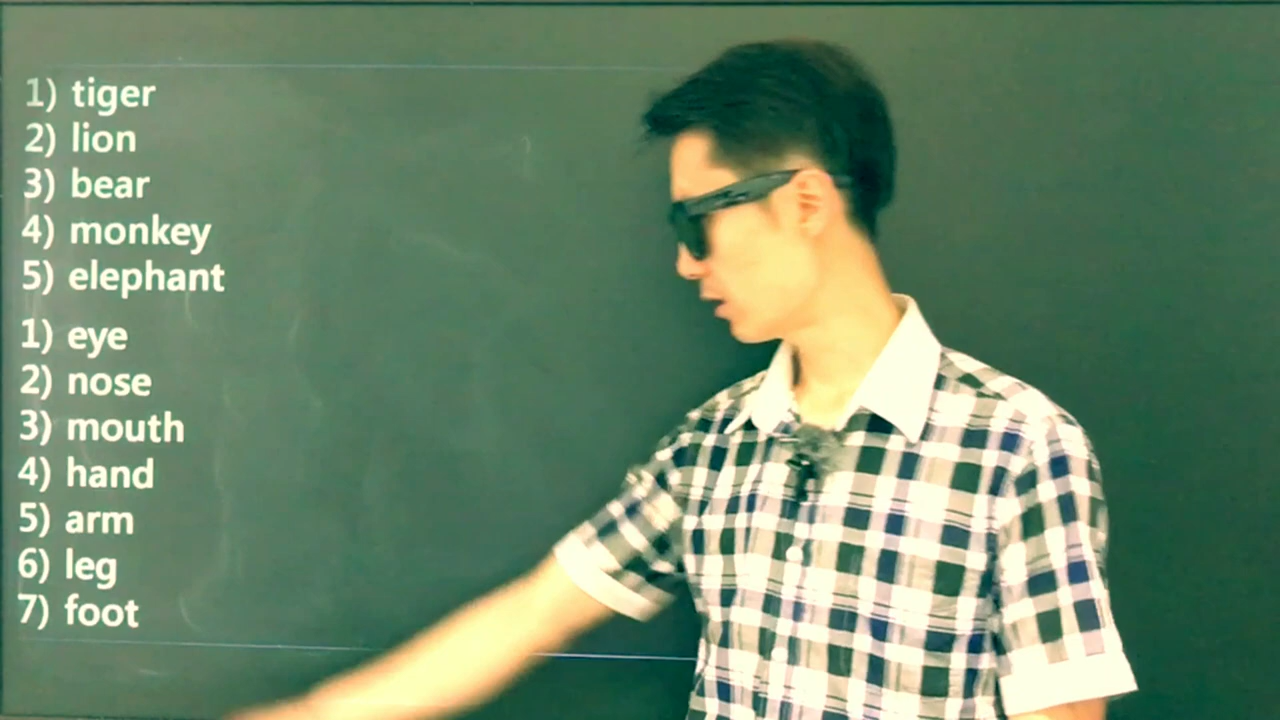 1) tiger
2) lion
3) bear
4) monkey
5) elephant
1) eye
2) nose
3) mouth
4) hand
5) arm
6) leg
7) foot